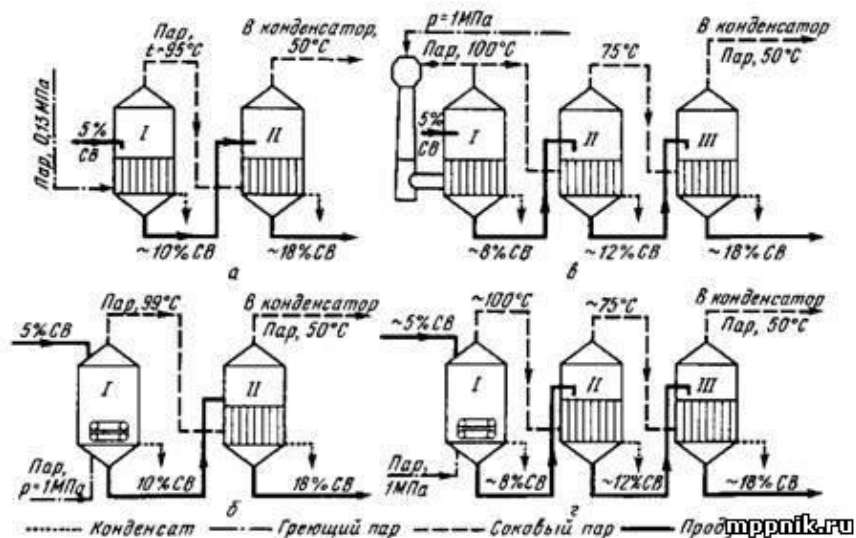 Пар, t=95°C
В конденсатор, 50°C
Пар, 0,13 МПа
5% СВ
I
II
~10% СВ
~18% СВ
а
p=1МПа
Пар, 100°C
75°C
В конденсатор
Пар, 50°C
5% СВ
I
II
III
~8% СВ
~12% СВ
~18% СВ
в
Пар, 99°C
В конденсатор
Пар, 50°C
5% СВ
I
II
Пар, p=1МПа
10% СВ
18% СВ
б
~100°C
~75°C
В конденсатор
Пар, 50°C
~5% СВ
I
II
III
Пар, 1МПа
~8% СВ
~12% СВ
~18% СВ
г
Конденсат
Греющий пар
Соковый пар
mppnik.ru